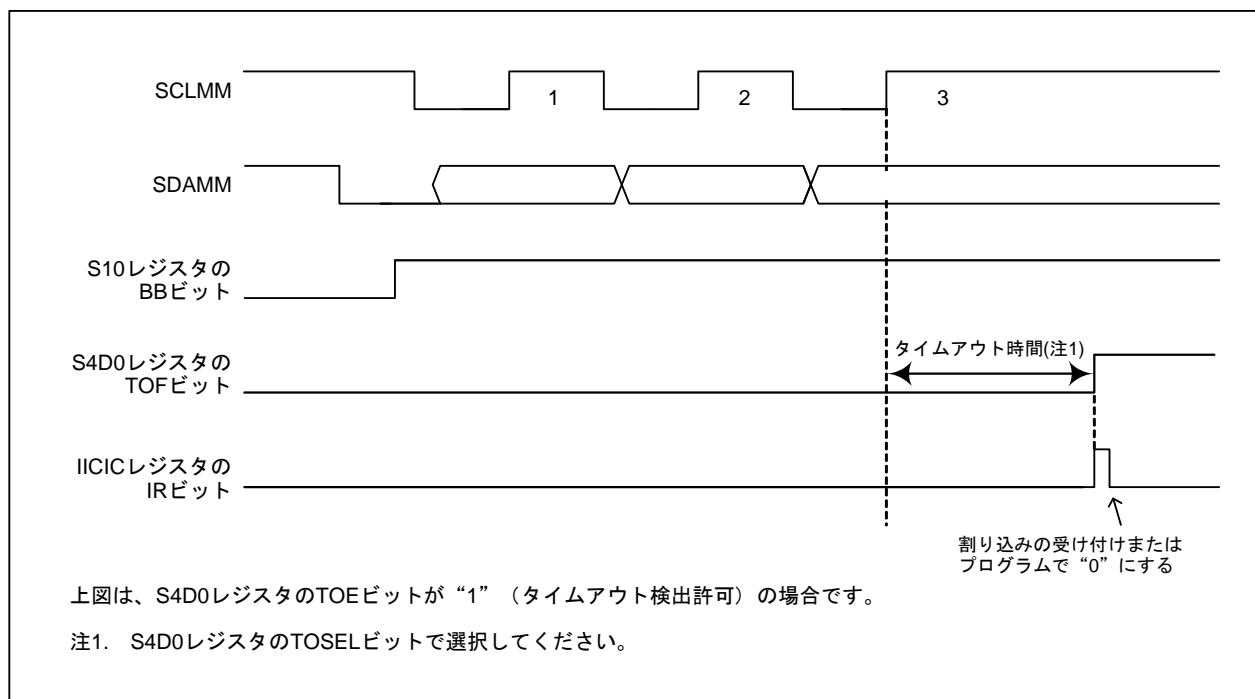 SCLMM
1
2
3
SDAMM
S10レジスタの
BBビット
タイムアウト時間(注1)
S4D0レジスタの
TOFビット
IICICレジスタの
IRビット
割り込みの受け付けまたは
プログラムで“0”にする
上図は、S4D0レジスタのTOEビットが“1”（タイムアウト検出許可）の場合です。
注1. S4D0レジスタのTOSELビットで選択してください。